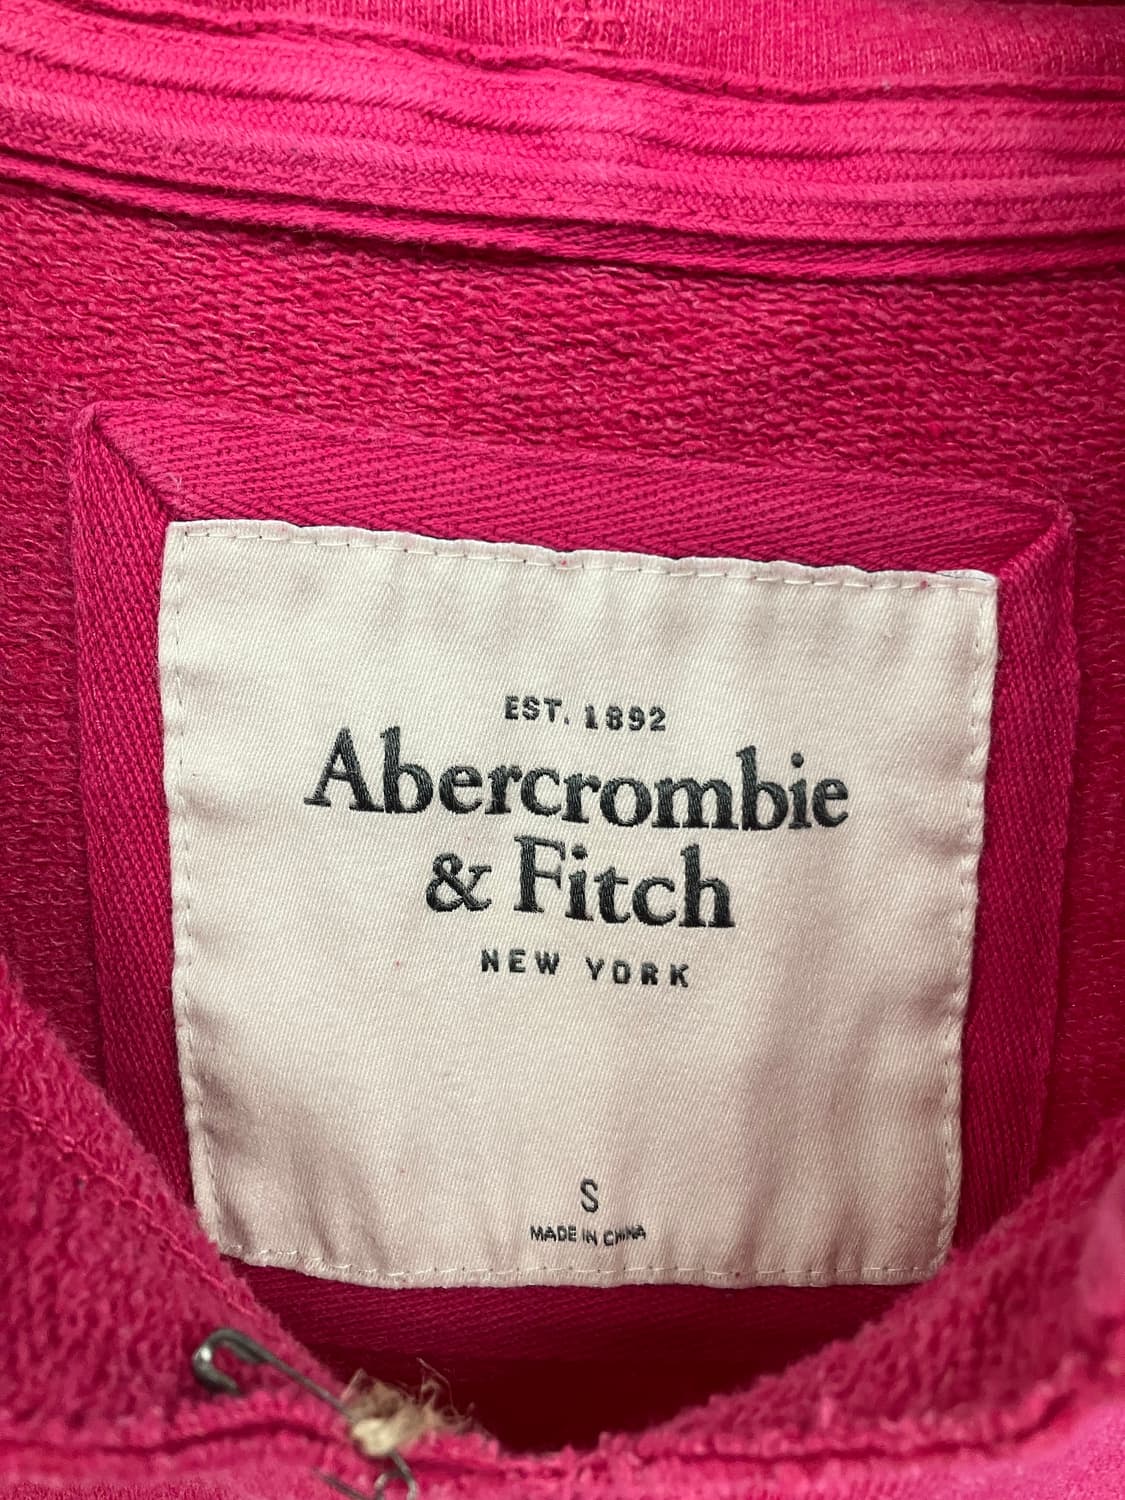 EST. 1892
Abercrombie
& Fitch
NEW YORK
S
MADE IN CHINA